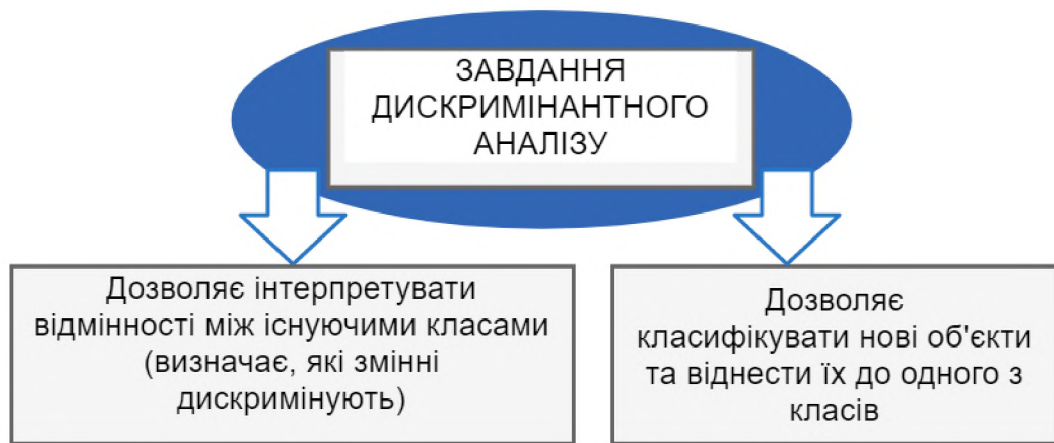 ЗАВДАННЯ
ДИСКРИМІНАНТНОГО
АНАЛІЗУ
Дозволяє інтерпретувати
відмінності між існуючими класами
(визначає, які змінні
дискримінують)
Дозволяє
класифікувати нові об'єкти
та віднести їх до одного з
класів